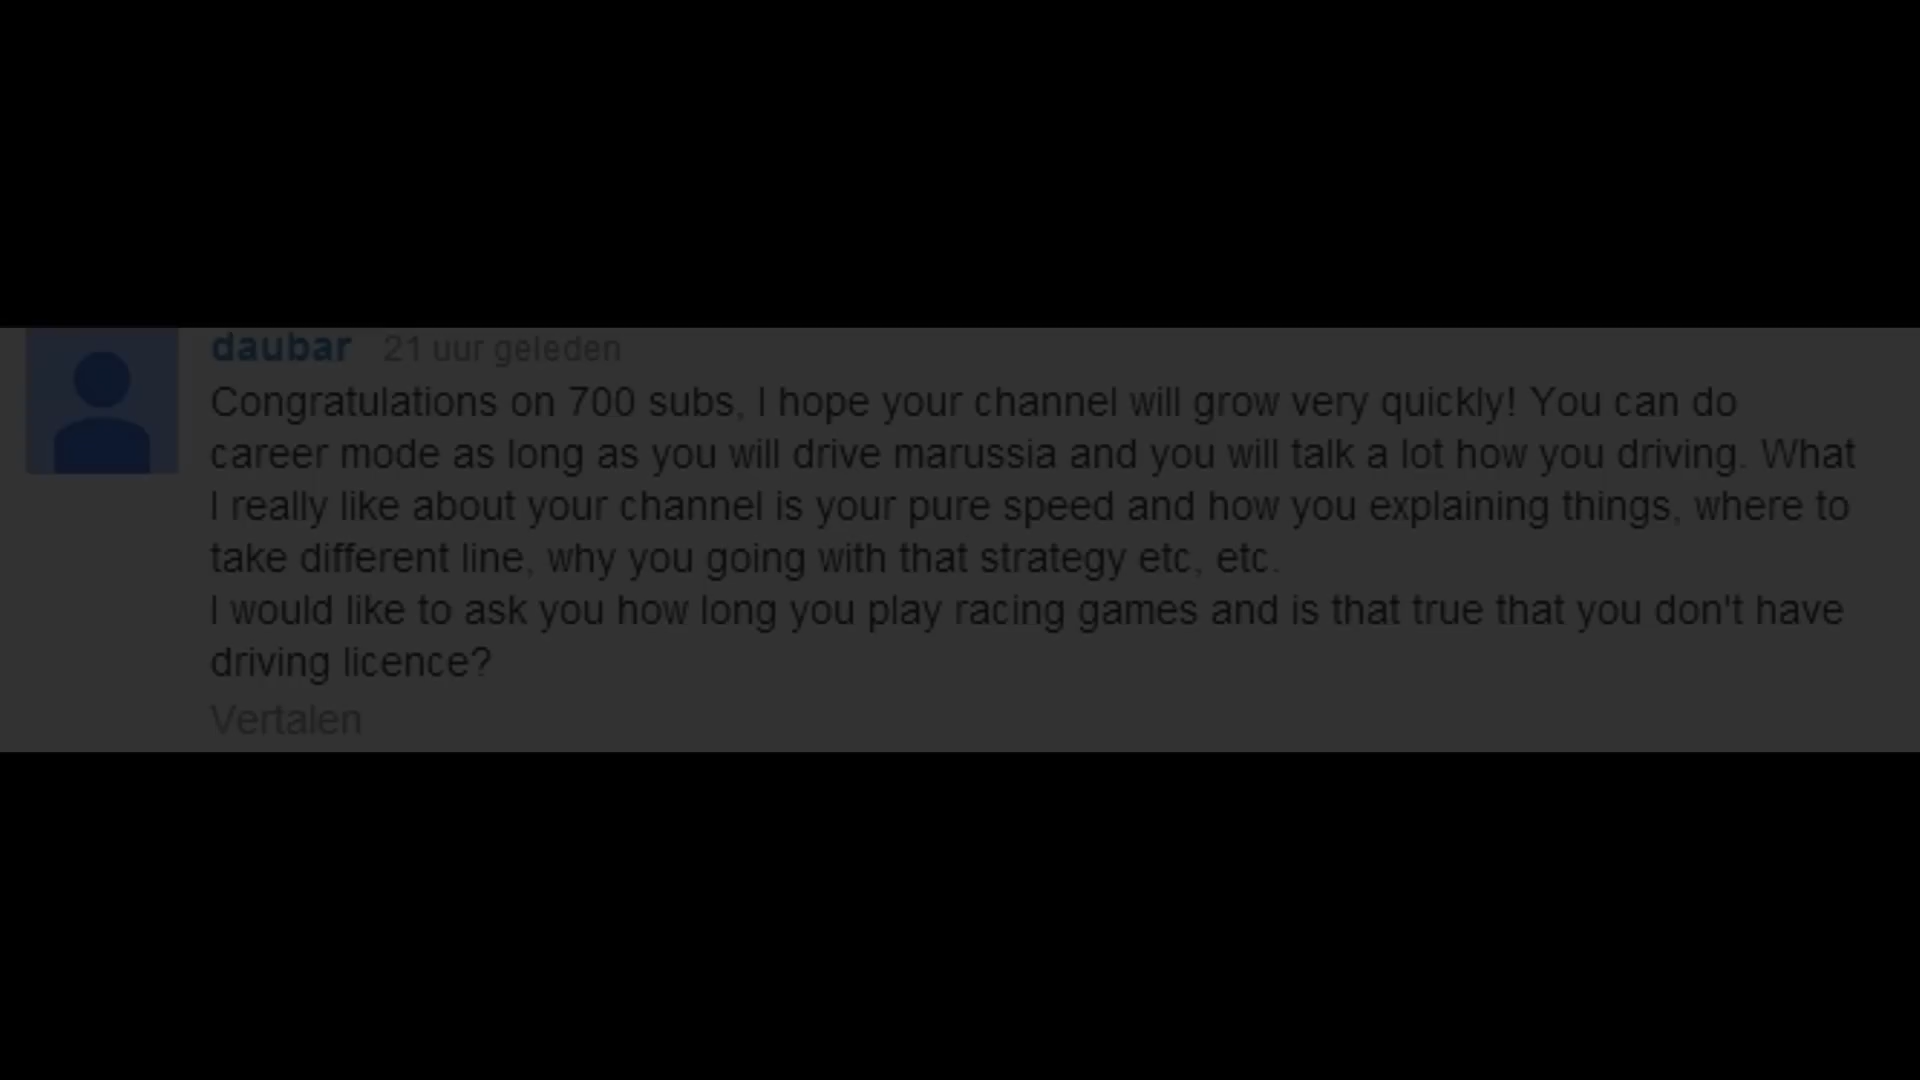 daubar 21 uur geleden
Congratulations on 700 subs, I hope your channel will grow very quickly! You can do
career mode as long as you will drive marussia and you will talk a lot how you driving. What
I really like about your channel is your pure speed and how you explaining things, where to
take different line, why you going with that strategy etc, etc.
I would like to ask you how long you play racing games and is that true that you don't have
driving licence?
Vertalen